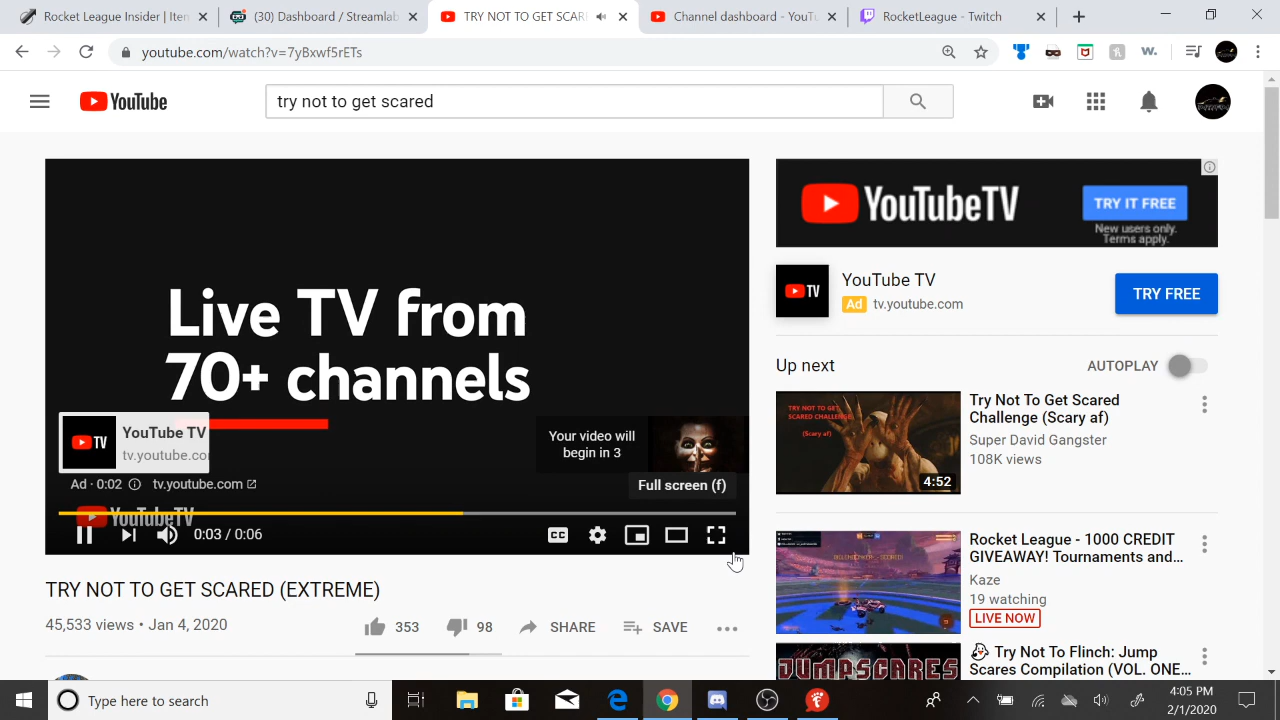 Rocket League Insider | Iten
(30) Dashboard / Streamlab
TRY NOT TO GET SCARE
Channel dashboard - YouTu
RocketLeague - Twitch
youtube.com/watch?v=7yBxwf5rETs
YouTube
try not to get scared
Live TV from
70+ channels
TV
YouTube TV
tv.youtube.co
Your video will
begin in 3
Ad · 0:02
tv.youtube.com
Full screen (f)
YouTubeTV
0:03 / 0:06
CC
TRY NOT TO GET SCARED (EXTREME)
45,533 views • Jan 4, 2020
353
98
SHARE
SAVE
YouTubeTV
TRY IT FREE
New users only.
Terms apply.
TV
YouTube TV
Ad tv.youtube.com
TRY FREE
Up next
AUTOPLAY
TRY NOT TO GET
SCARED CHALLENGE
(Scary af)
4:52
Try Not To Get Scared
Challenge (Scary af)
Super David Gangster
108K views
Rocket League - 1000 CREDIT
GIVEAWAY! Tournaments and...
Kaze
19 watching
LIVE NOW
JUMPSCARES
Try Not To Flinch: Jump
Scares Compilation (VOL. ONE...
Type here to search
4:05 PM
2/1/2020